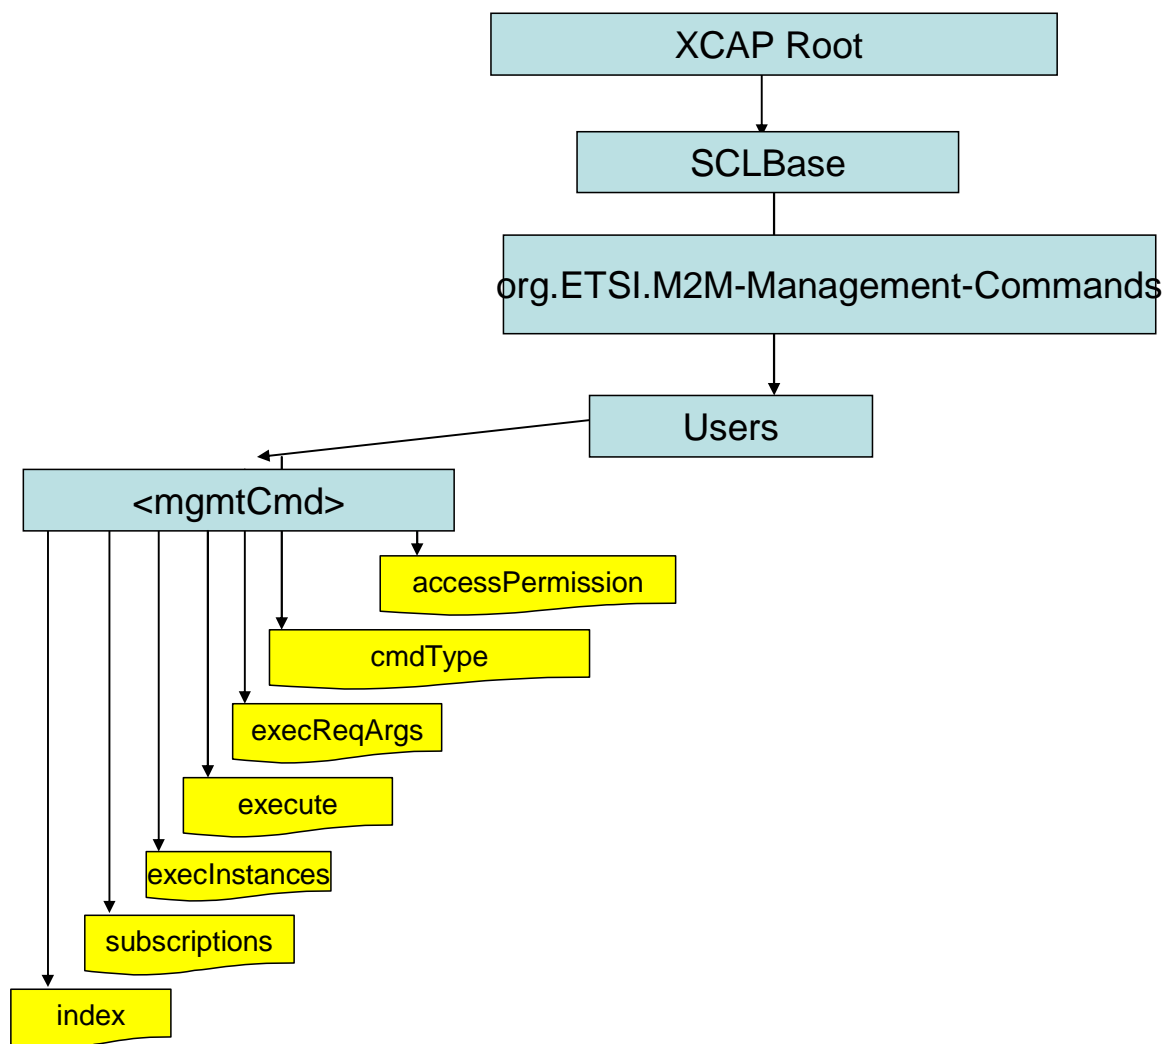 XCAP Root
SCLBase
org.ETSI.M2M-Management-Commands
Users
<mgmtCmd>
accessPermission
cmdType
execReqArgs
execute
execInstances
subscriptions
index